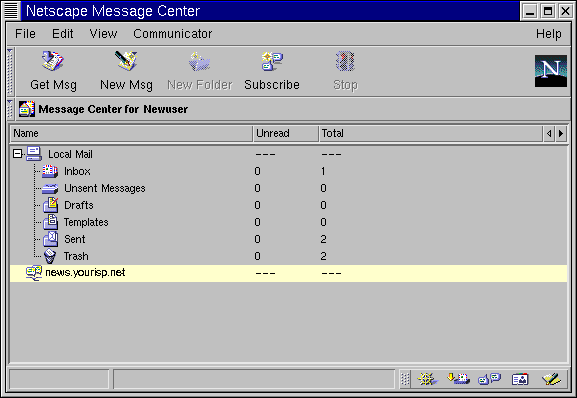 Netscape Message Center
File Edit View Communicator Help
Get Msg New Msg New Folder Subscribe Stop
N
Message Center for Newuser
Name Unread Total
Local Mail --- ---
Inbox 0 1
Unsent Messages 0 0
Drafts 0 0
Templates 0 0
Sent 0 2
Trash 0 2
news.yourisp.net --- ---